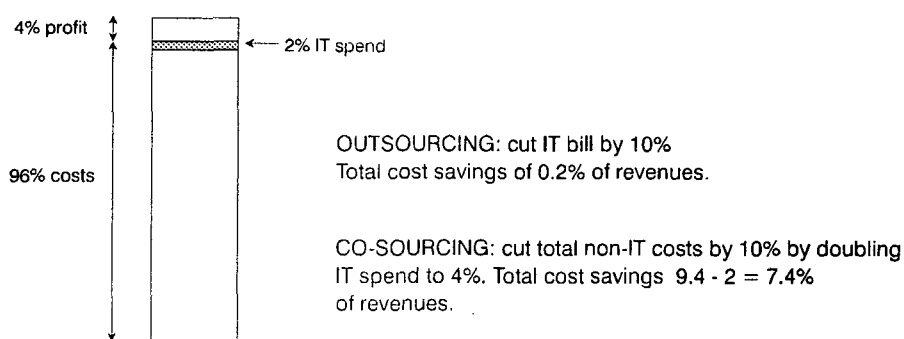 4% profit
2% IT spend
96% costs
OUTSOURCING: cut IT bill by 10%
Total cost savings of 0.2% of revenues.
CO-SOURCING: cut total non-IT costs by 10% by doubling
IT spend to 4%. Total cost savings 9.4 - 2 = 7.4%
of revenues.